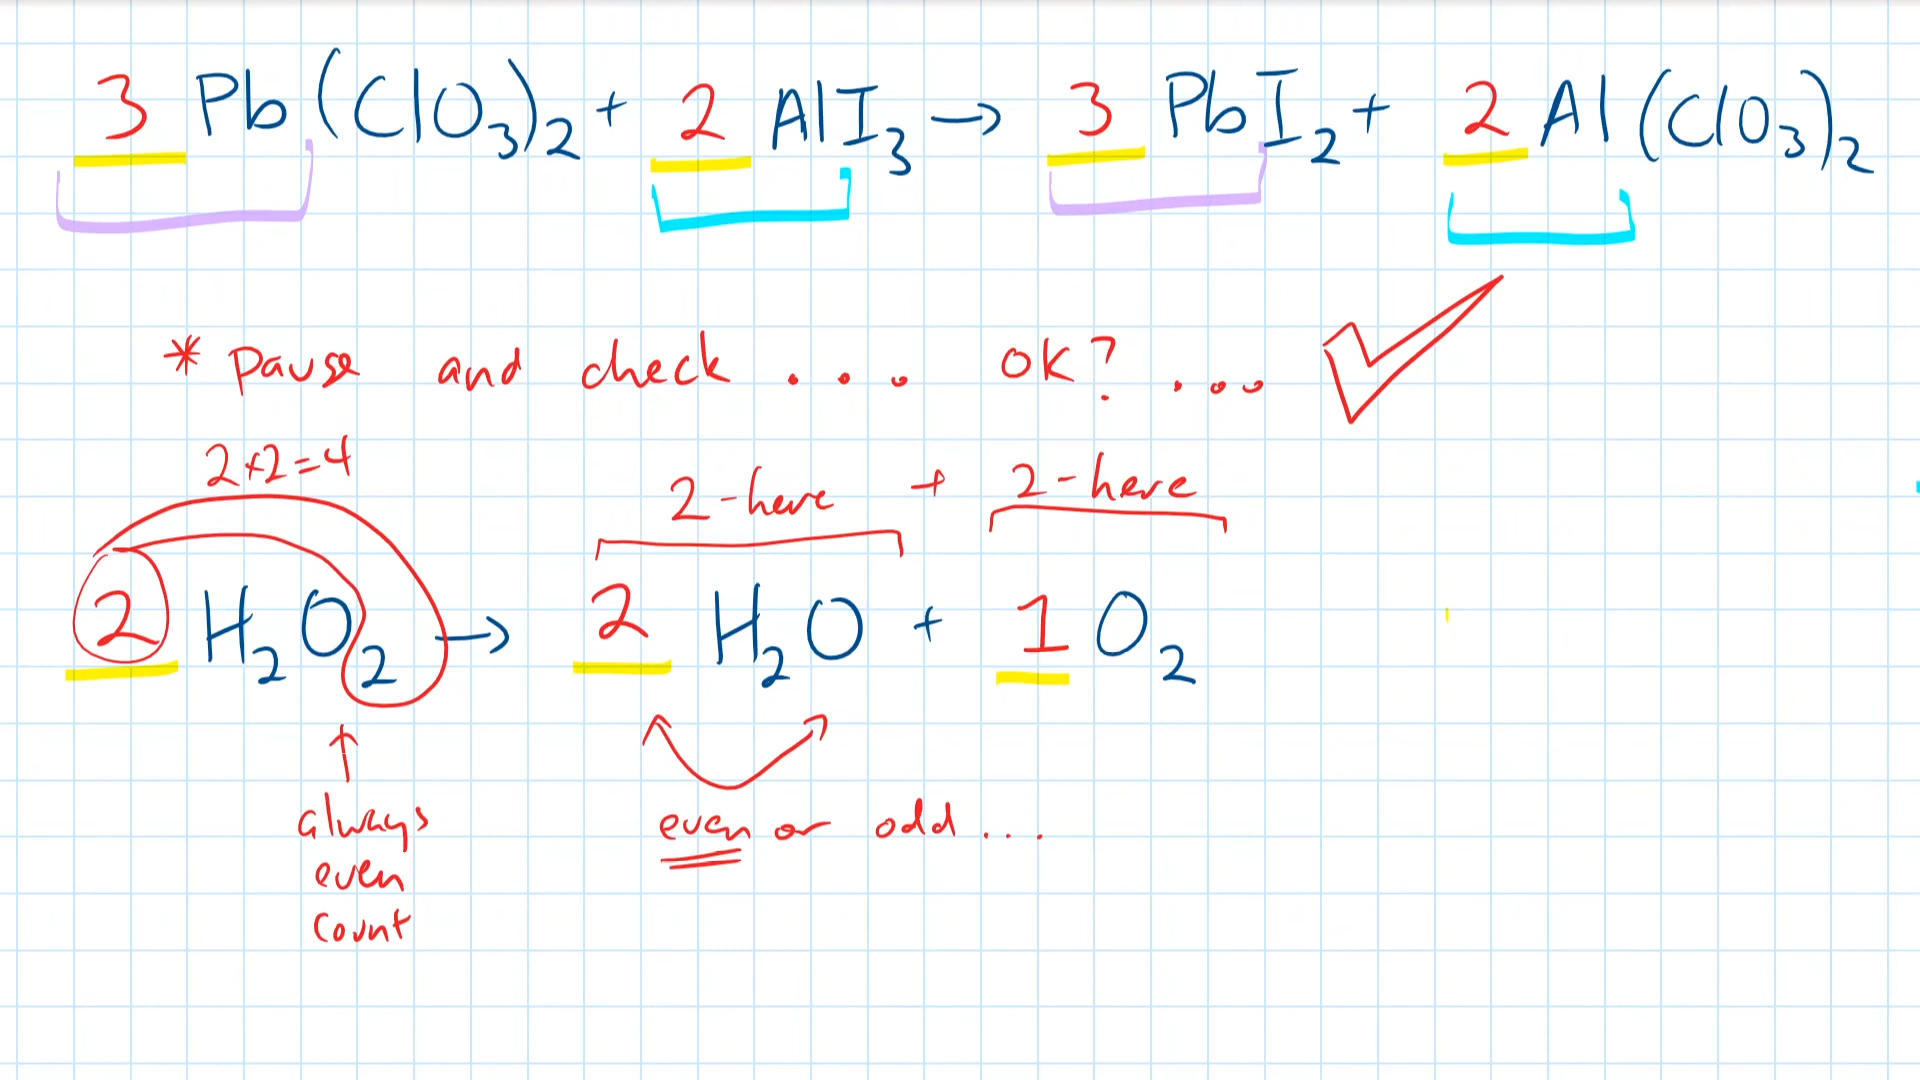 3 Pb(ClO₃)₂ + 2 AlI₃ → 3 PbI₂ + 2 Al(ClO₃)₂
* Pause and check .... OK? ....
2+2=4
2-here + 2-here
2 H₂O₂ → 2 H₂O + 1 O₂
always
even
count
even or odd ...